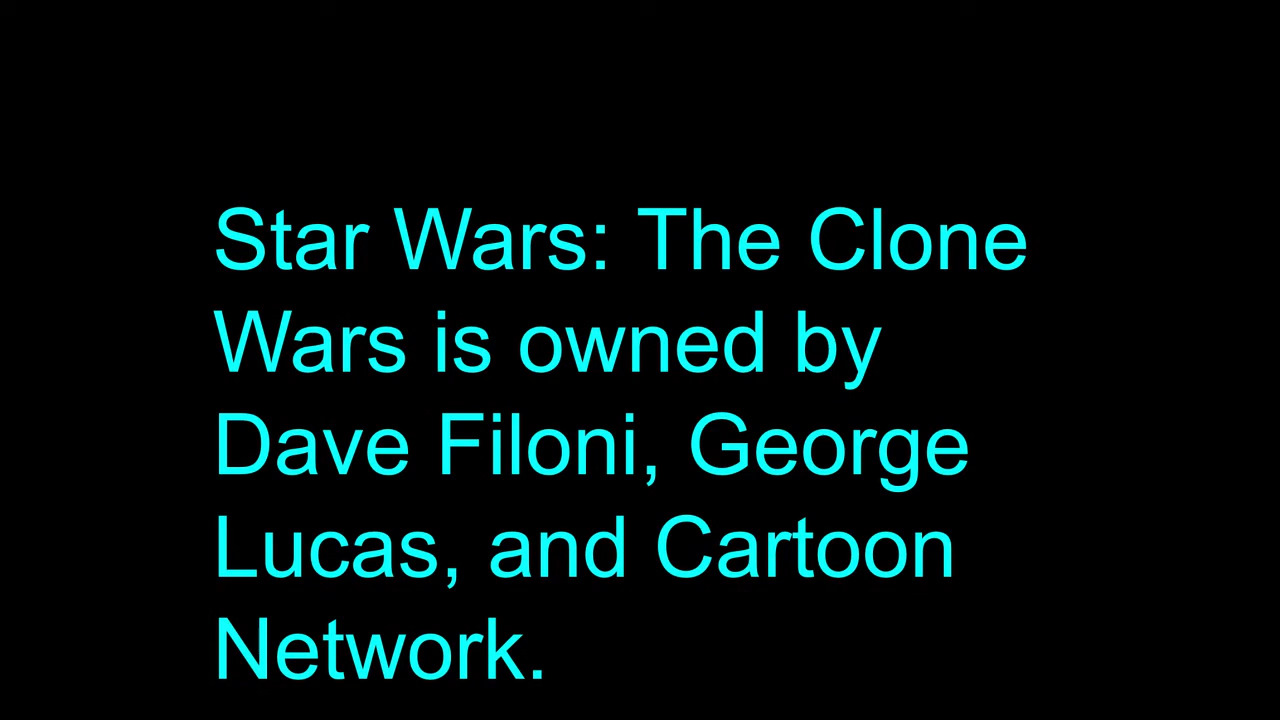 Star Wars: The Clone
Wars is owned by
Dave Filoni, George
Lucas, and Cartoon
Network.